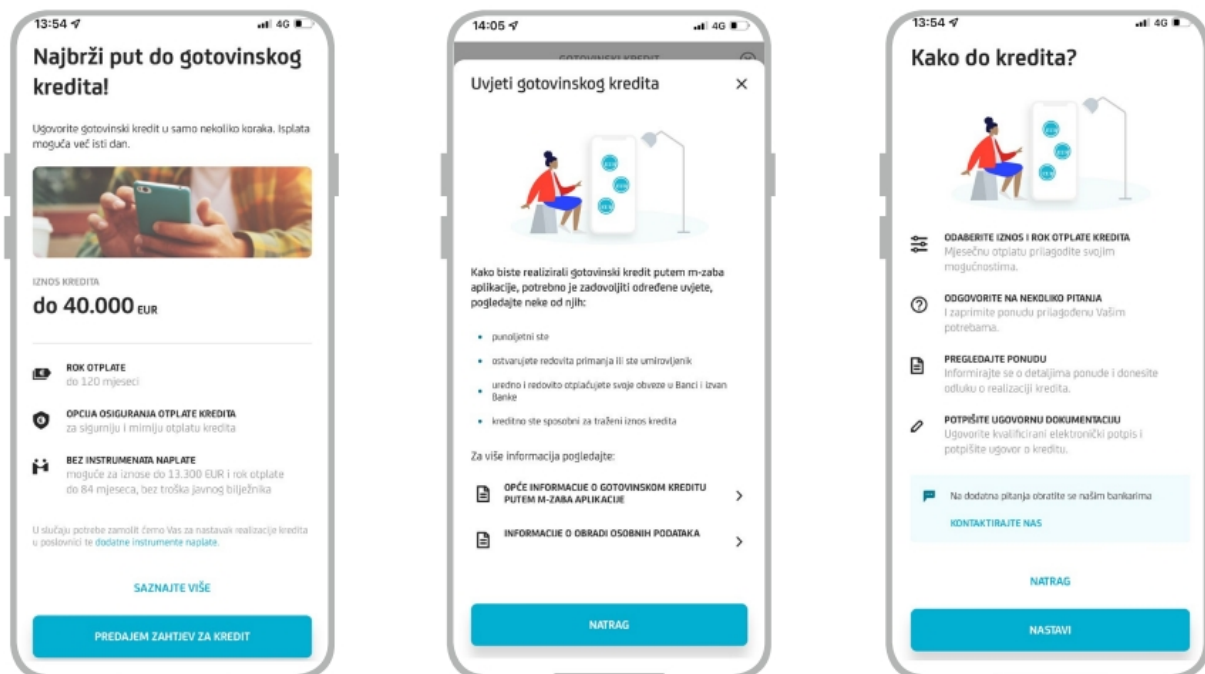 13:54
4G
Najbrži put do gotovinskog
kredita!
Ugovorite gotovinski kredit u samo nekoliko koraka. Isplata
moguća već isti dan.
IZNOS KREDITA
do 40.000 EUR
ROK OTPLATE
do 120 mjeseci
OPCIJA OSIGURANJA OTPLATE KREDITA
za sigurniju i mirniju otplatu kredita
BEZ INSTRUMENATA NAPLATE
moguće za iznose do 13.300 EUR i rok otplate
do 84 mjeseca, bez troška javnog bilježnika
U slučaju potrebe zamolit ćemo Vas za nastavak realizacije kredita
u poslovnici te dodatne instrumente naplate.
SAZNAJTE VIŠE
PREDAJEM ZAHTJEV ZA KREDIT
14:05
4G
GOTOVINSKI KREDIT
Uvjeti gotovinskog kredita
Kako biste realizirali gotovinski kredit putem m-zaba
aplikacije, potrebno je zadovoljiti određene uvjete,
pogledajte neke od njih:
• punoljetni ste
• ostvarujete redovita primanja ili ste umirovljenik
• uredno i redovito otplaćujete svoje obveze u Banci i izvan
Banke
• kreditno ste sposobni za traženi iznos kredita
Za više informacija pogledajte:
OPĆE INFORMACIJE O GOTOVINSKOM KREDITU
PUTEM M-ZABA APLIKACIJE
INFORMACIJE O OBRADI OSOBNIH PODATAKA
NATRAG
13:54
4G
Kako do kredita?
ODABERITE IZNOS I ROK OTPLATE KREDITA
Mjesečnu otplatu prilagodite svojim
mogućnostima.
ODGOVORITE NA NEKOLIKO PITANJA
I zaprimite ponudu prilagođenu Vašim
potrebama.
PREGLEDAJTE PONUDU
Informirajte se o detaljima ponude i donesite
odluku o realizaciji kredita.
POTPIŠITE UGOVORNU DOKUMENTACIJU
Ugovorite kvalificirani elektronički potpis i
potpišite ugovor o kreditu.
Na dodatna pitanja obratite se našim bankarima
KONTAKTIRAJTE NAS
NATRAG
NASTAVI